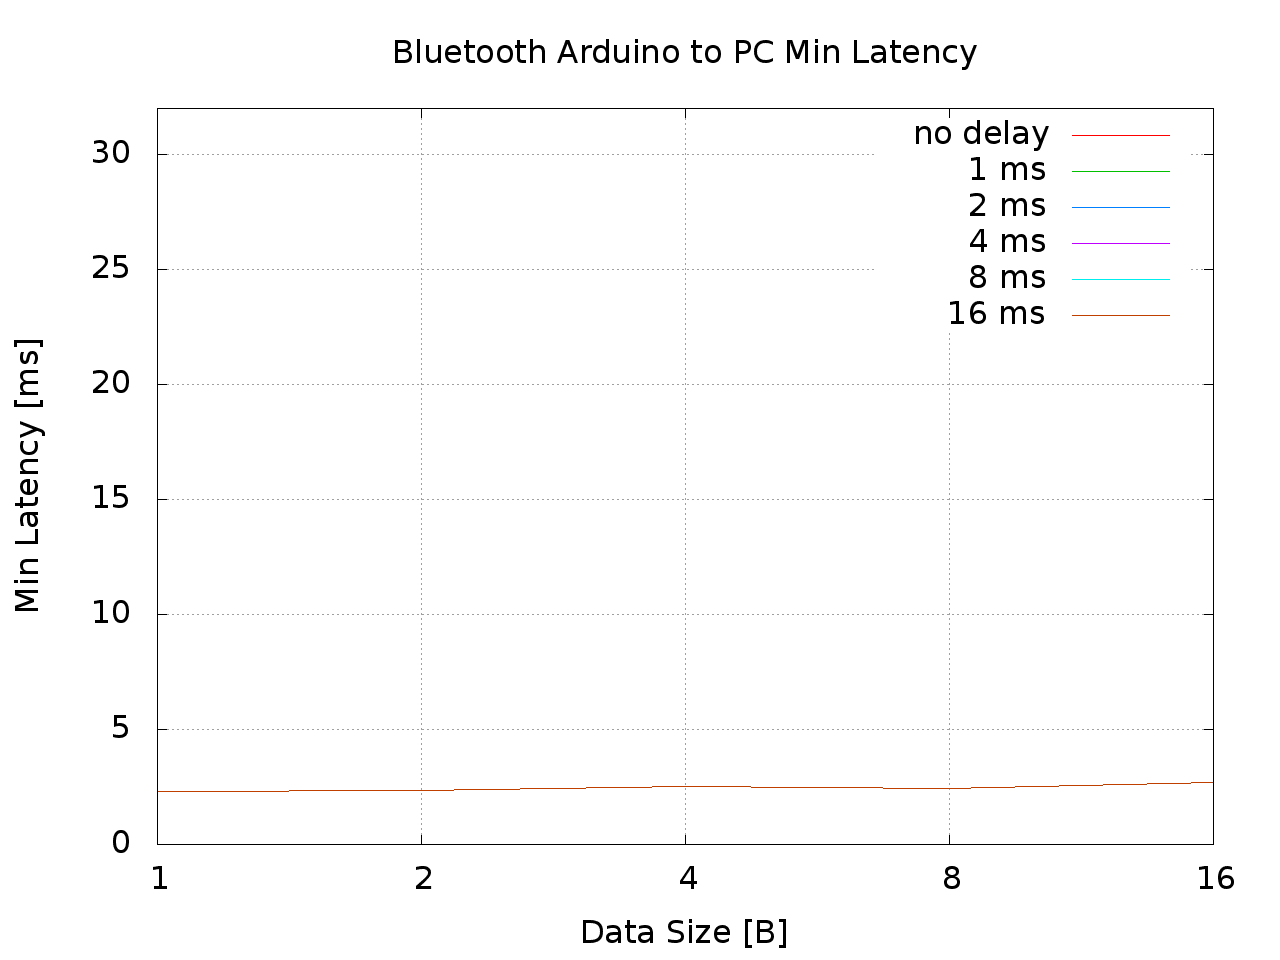 Bluetooth Arduino to PC Min Latency
no delay
1 ms
2 ms
4 ms
8 ms
16 ms
30
25
20
15
10
5
0
Min Latency [ms]
1 2 4 8 16
Data Size [B]